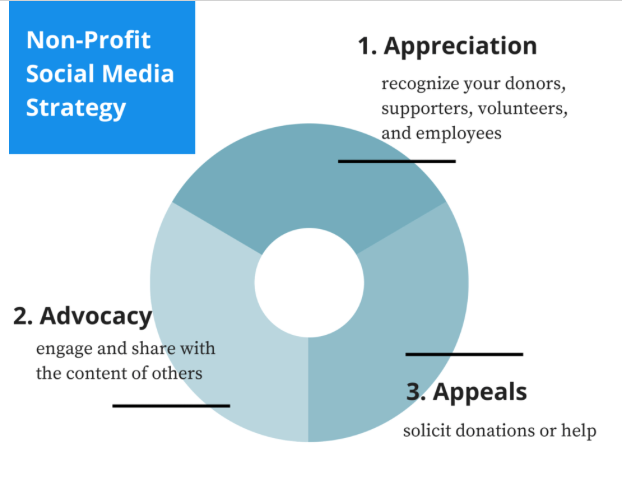 Non-Profit
Social Media
Strategy
1. Appreciation
recognize your donors,
supporters, volunteers,
and employees
2. Advocacy
engage and share with
the content of others
3. Appeals
solicit donations or help